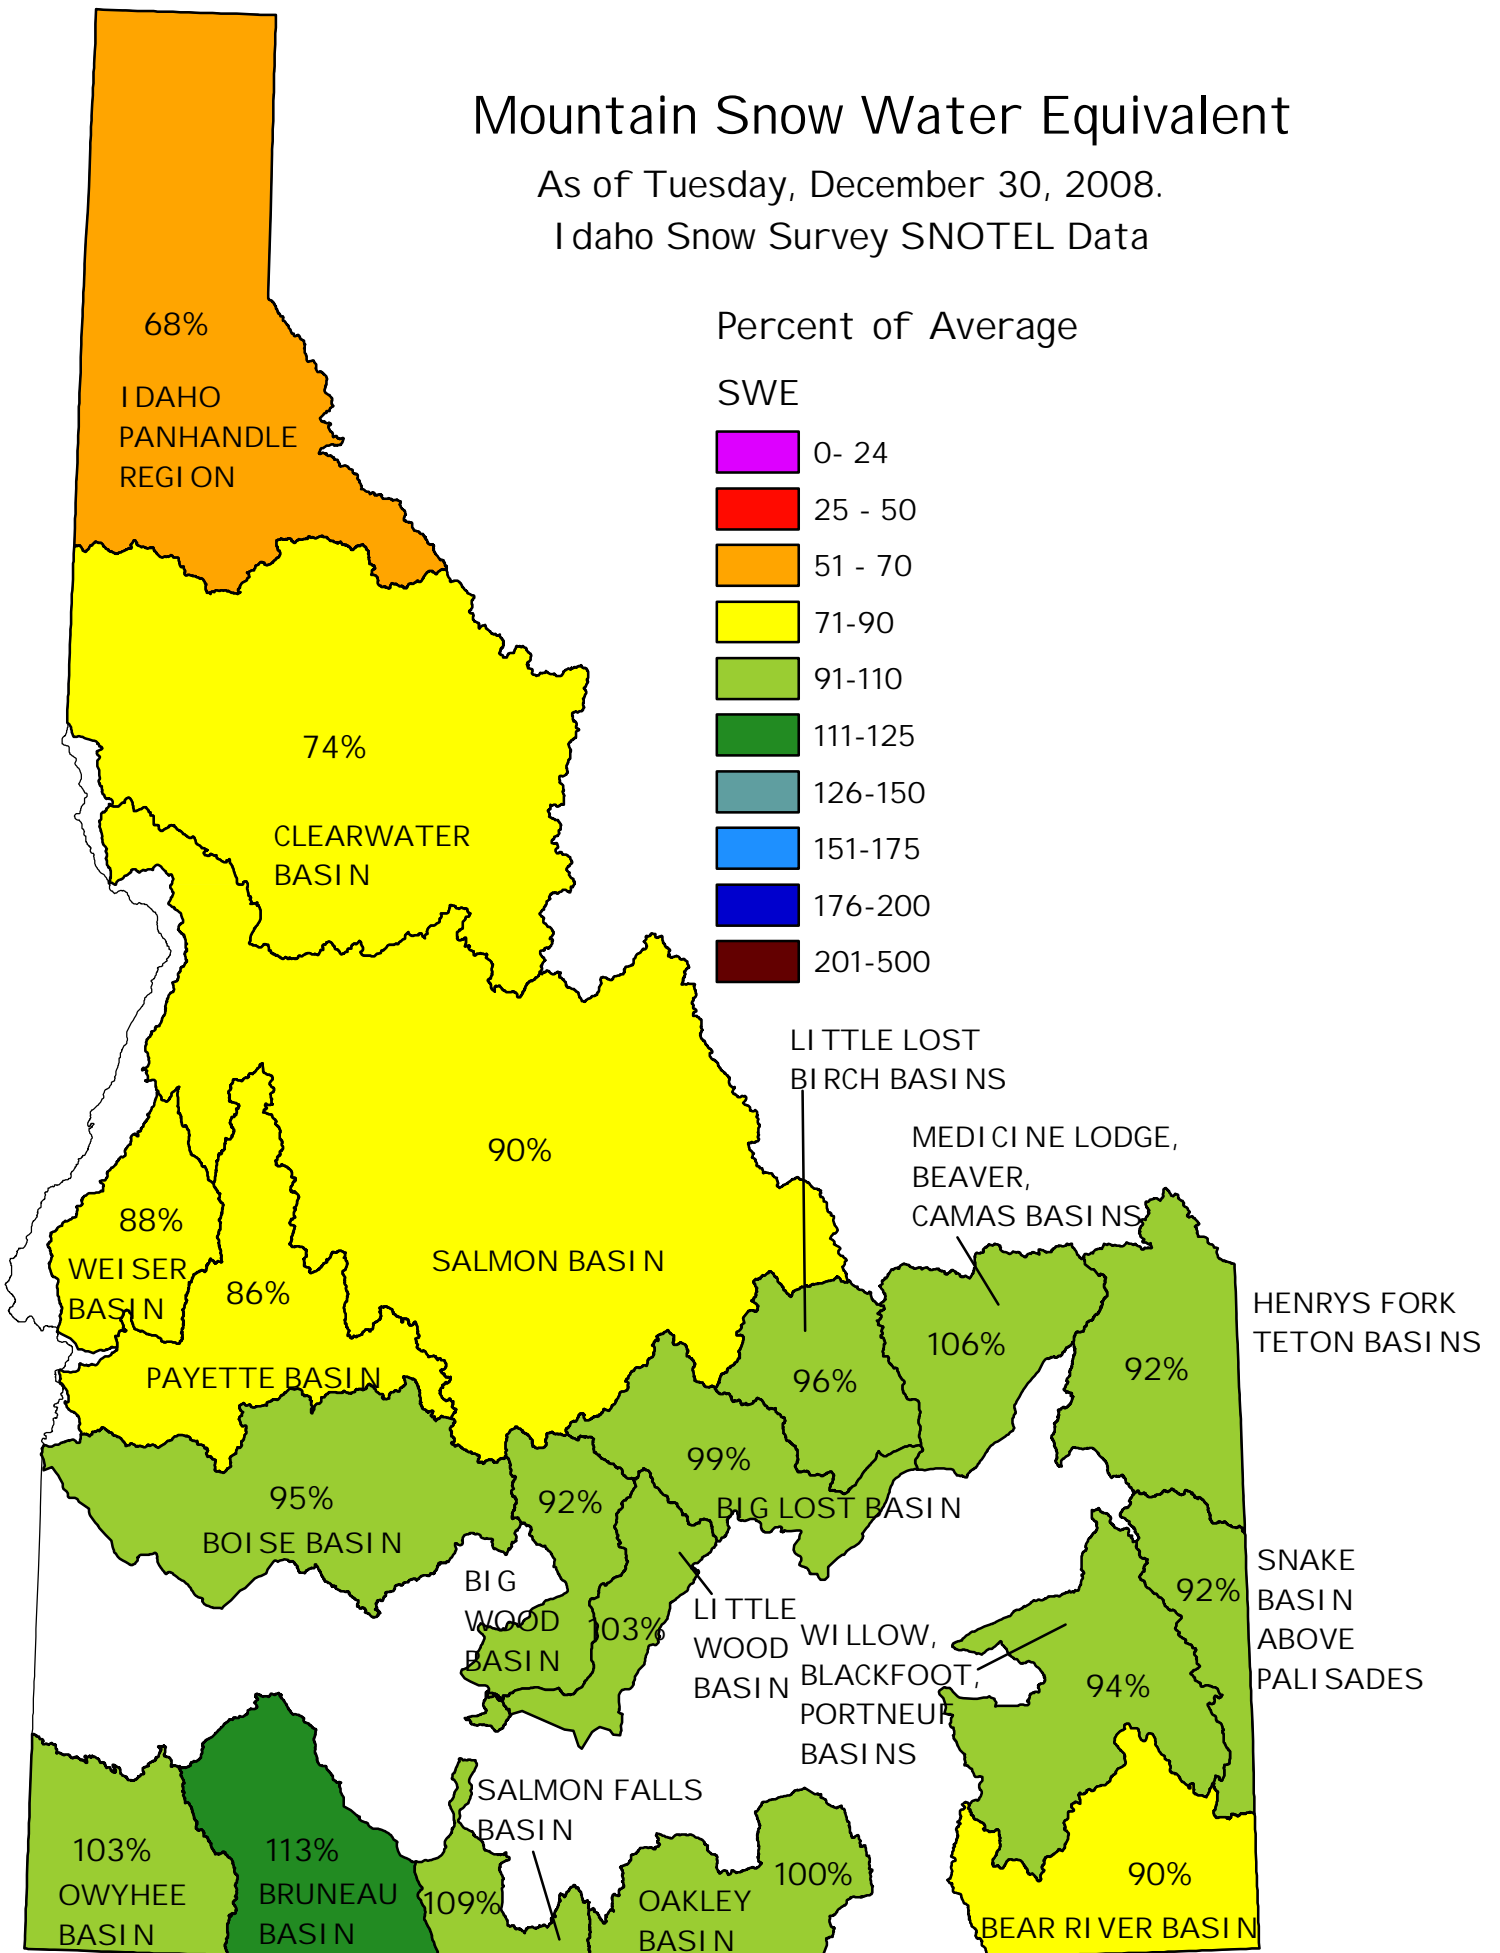 Mountain Snow Water Equivalent
As of Tuesday, December 30, 2008.
Idaho Snow Survey SNOTEL Data
Percent of Average
SWE
0- 24
25 - 50
51 - 70
71-90
91-110
111-125
126-150
151-175
176-200
201-500
68%
IDAHO
PANHANDLE
REGION
74%
CLEARWATER
BASIN
90%
SALMON BASIN
88%
WEISER
BASIN
86%
PAYETTE BASIN
LITTLE LOST
BIRCH BASINS
96%
MEDICINE LODGE,
BEAVER,
CAMAS BASINS
106%
92%
HENRYS FORK
TETON BASINS
99%
BIG LOST BASIN
95%
BOISE BASIN
92%
BIG
WOOD
BASIN
103%
LITTLE
WOOD
BASIN
WILLOW,
BLACKFOOT,
PORTNEUF
BASINS
94%
92%
SNAKE
BASIN
ABOVE
PALISADES
103%
OWYHEE
BASIN
113%
BRUNEAU
BASIN
SALMON FALLS
BASIN
109%
100%
OAKLEY
BASIN
90%
BEAR RIVER BASIN